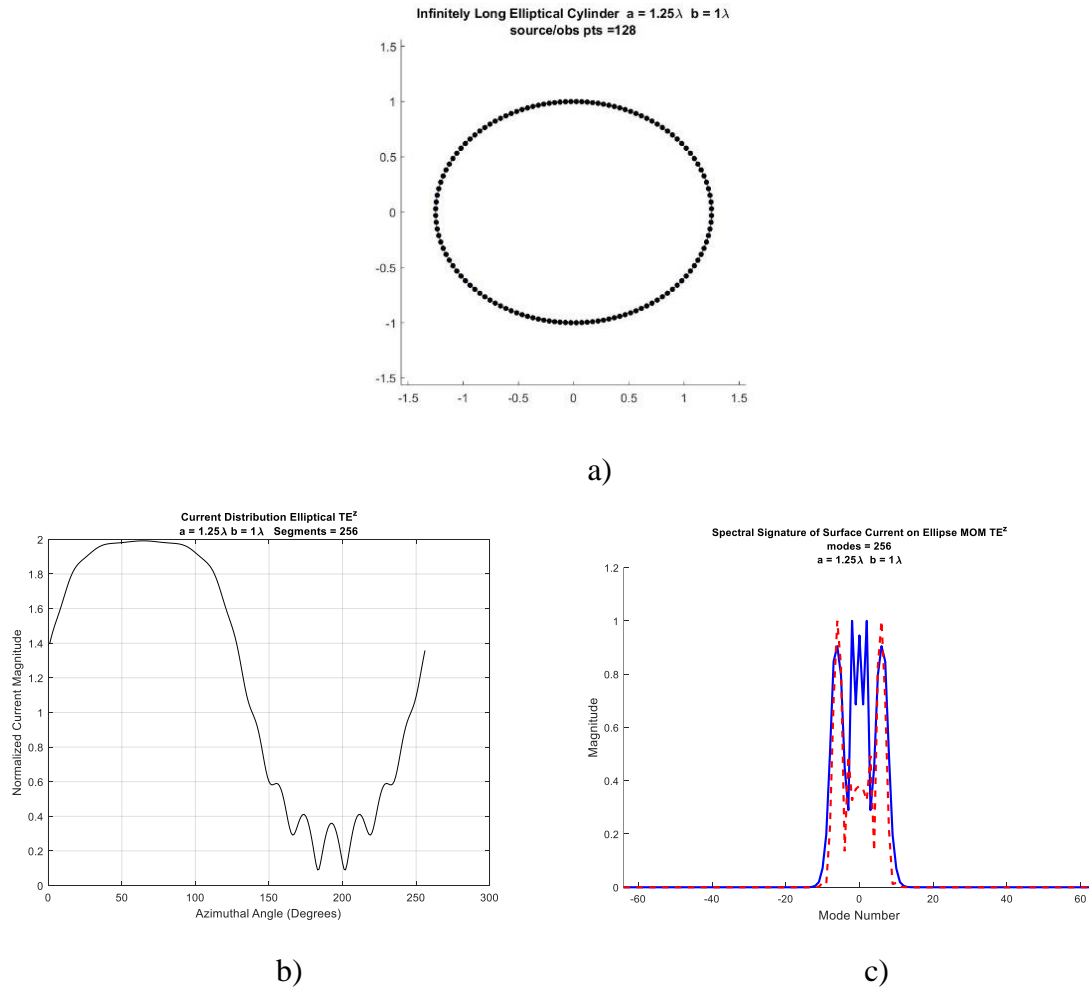 Infinitely Long Elliptical Cylinder a = 1.25λ b = 1λ
source/obs pts =128
1.5
1
0.5
0
-0.5
-1
-1.5
-1.5 -1 -0.5 0 0.5 1 1.5
a)
Current Distribution Elliptical TE^z
a = 1.25λ b = 1λ Segments = 256
Normalized Current Magnitude
2
1.8
1.6
1.4
1.2
1
0.8
0.6
0.4
0.2
0
0 50 100 150 200 250 300
Azimuthal Angle (Degrees)
b)
Spectral Signature of Surface Current on Ellipse MOM TE^z
modes = 256
a = 1.25λ b = 1λ
Magnitude
1.2
1
0.8
0.6
0.4
0.2
0
-60 -40 -20 0 20 40 60
Mode Number
c)